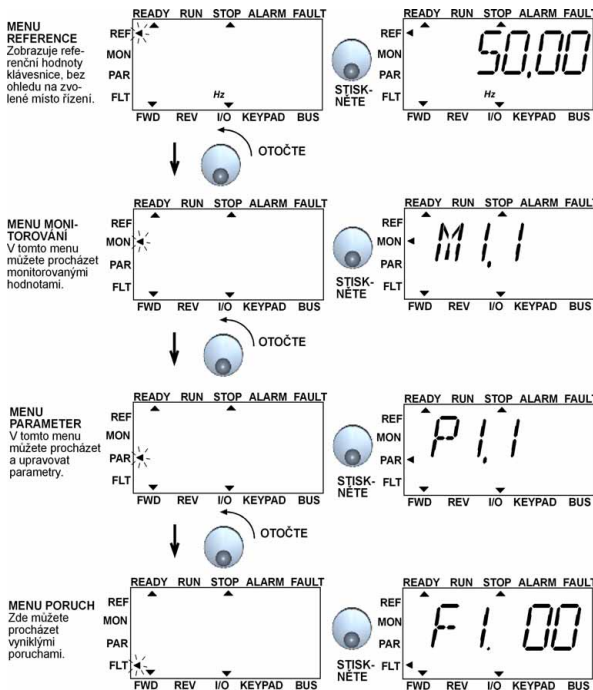 READY RUN STOP ALARM FAULT
READY RUN STOP ALARM FAULT
MENU
REFERENCE
Zobrazuje refe-
renční hodnoty
klávesnice, bez
ohledu na zvo-
lené místo řízení.
REF
MON
PAR
FLT
Hz
FWD REV I/O KEYPAD BUS
STISK-
NĚTE
REF
MON
PAR
FLT
50,00
Hz
FWD REV I/O KEYPAD BUS
OTOČTE
READY RUN STOP ALARM FAULT
READY RUN STOP ALARM FAULT
MENU MONI-
TOROVÁNÍ
V tomto menu
můžete procházet
monitorovanými
hodnotami.
REF
MON
PAR
FLT
FWD REV I/O KEYPAD BUS
STISK-
NĚTE
REF
MON
PAR
FLT
M1.1
FWD REV I/O KEYPAD BUS
OTOČTE
READY RUN STOP ALARM FAULT
READY RUN STOP ALARM FAULT
MENU
PARAMETER
V tomto menu
můžete procházet
a upravovat
parametry.
REF
MON
PAR
FLT
FWD REV I/O KEYPAD BUS
STISK-
NĚTE
REF
MON
PAR
FLT
P1.1
FWD REV I/O KEYPAD BUS
OTOČTE
READY RUN STOP ALARM FAULT
READY RUN STOP ALARM FAULT
MENU PORUCH
Zde můžete
procházet
vyniklými
poruchami.
REF
MON
PAR
FLT
FWD REV I/O KEYPAD BUS
STISK-
NĚTE
REF
MON
PAR
FLT
F1. 00
FWD REV I/O KEYPAD BUS